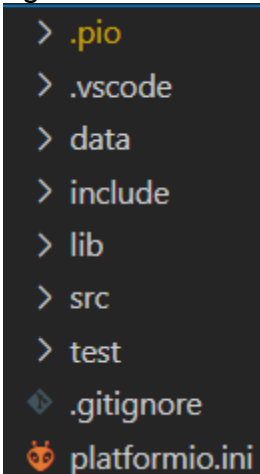 .pio
.vscode
data
include
lib
src
test
.gitignore
platformio.ini